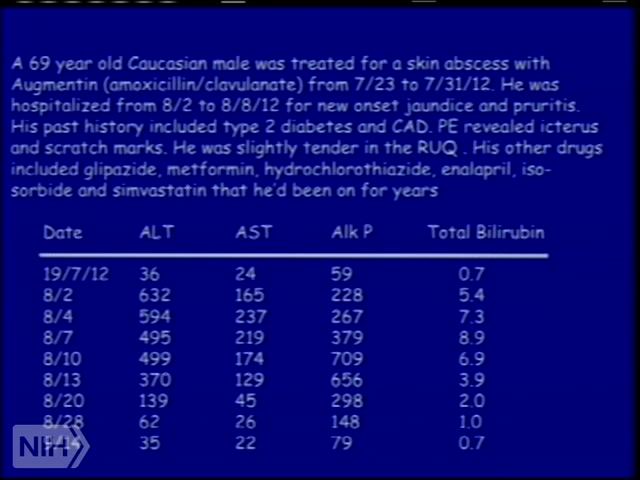 A 69 year old Caucasian male was treated for a skin abscess with
Augmentin (amoxicillin/clavulanate) from 7/23 to 7/31/12. He was
hospitalized from 8/2 to 8/8/12 for new onset jaundice and pruritis.
His past history included type 2 diabetes and CAD. PE revealed icterus
and scratch marks. He was slightly tender in the RUQ . His other drugs
included glipazide, metformin, hydrochlorothiazide, enalapril, iso-
sorbide and simvastatin that he'd been on for years
Date ALT AST Alk P Total Bilirubin
19/7/12 36 24 59 0.7
8/2 632 165 228 5.4
8/4 594 237 267 7.3
8/7 495 219 379 8.9
8/10 499 174 709 6.9
8/13 370 129 656 3.9
8/20 139 45 298 2.0
8/28 62 26 148 1.0
35 22 79 0.7
NIH